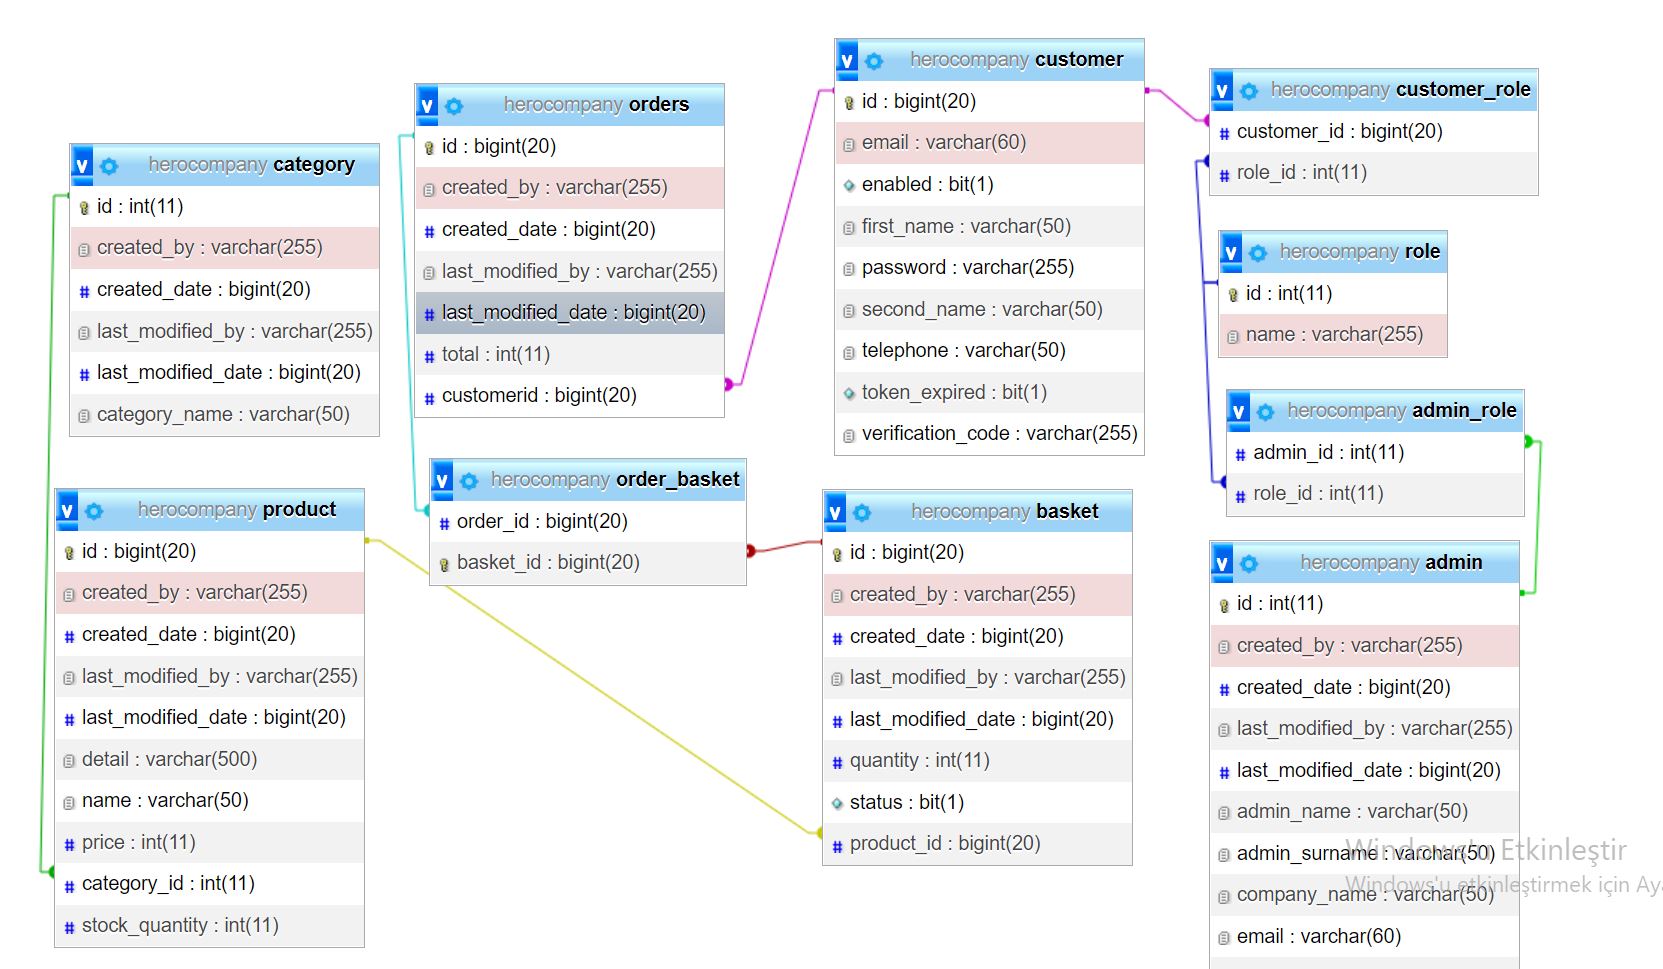 herocompany category
id : int(11)
created_by : varchar(255)
created_date : bigint(20)
last_modified_by : varchar(255)
last_modified_date : bigint(20)
category_name : varchar(50)
herocompany orders
id : bigint(20)
created_by : varchar(255)
created_date : bigint(20)
last_modified_by : varchar(255)
last_modified_date : bigint(20)
total : int(11)
customerid : bigint(20)
herocompany customer
id : bigint(20)
email : varchar(60)
enabled : bit(1)
first_name : varchar(50)
password : varchar(255)
second_name : varchar(50)
telephone : varchar(50)
token_expired : bit(1)
verification_code : varchar(255)
herocompany customer_role
customer_id : bigint(20)
role_id : int(11)
herocompany role
id : int(11)
name : varchar(255)
herocompany admin_role
admin_id : int(11)
role_id : int(11)
herocompany product
id : bigint(20)
created_by : varchar(255)
created_date : bigint(20)
last_modified_by : varchar(255)
last_modified_date : bigint(20)
detail : varchar(500)
name : varchar(50)
price : int(11)
category_id : int(11)
stock_quantity : int(11)
herocompany order_basket
order_id : bigint(20)
basket_id : bigint(20)
herocompany basket
id : bigint(20)
created_by : varchar(255)
created_date : bigint(20)
last_modified_by : varchar(255)
last_modified_date : bigint(20)
quantity : int(11)
status : bit(1)
product_id : bigint(20)
herocompany admin
id : int(11)
created_by : varchar(255)
created_date : bigint(20)
last_modified_by : varchar(255)
last_modified_date : bigint(20)
admin_name : varchar(50)
admin_surname : varchar(50)
company_name : varchar(50)
email : varchar(60)
Windows'u Etkinleştir
Windows'u etkinleştirmek için